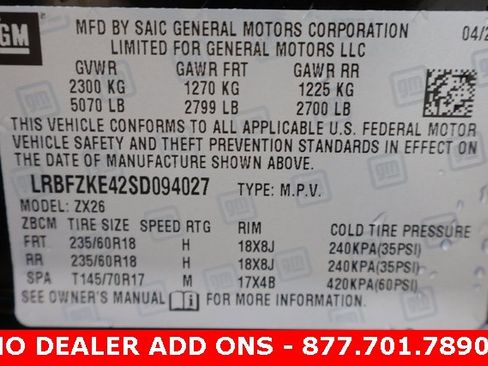 GM
MFD BY SAIC GENERAL MOTORS CORPORATION 04/2
LIMITED FOR GENERAL MOTORS LLC
GVWR GAWR FRT GAWR RR
2300 KG 1270 KG 1225 KG
5070 LB 2799 LB 2700 LB
THIS VEHICLE CONFORMS TO ALL APPLICABLE U.S. FEDERAL MOTOR
VEHICLE SAFETY AND THEFT PREVENTION STANDARDS IN EFFECT ON
THE DATE OF MANUFACTURE SHOWN ABOVE.
LRBFZKE42SD094027 TYPE: M.P.V.
MODEL: ZX26
ZBCM TIRE SIZE SPEED RTG RIM COLD TIRE PRESSURE
FRT 235/60R18 H 18X8J 240KPA(35PSI)
RR 235/60R18 H 18X8J 240KPA(35PSI)
SPA T145/70R17 M 17X4B 420KPA(60PSI)
SEE OWNER'S MANUAL FOR MORE INFORMATION
NO DEALER ADD ONS - 877.701.7890